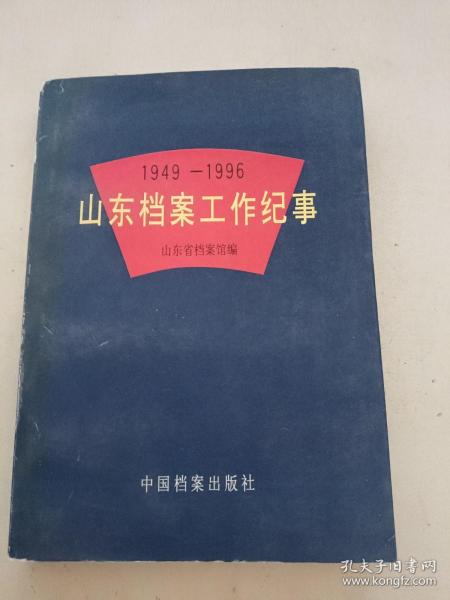 1949-1996
山东档案工作纪事
山东省档案馆编
中国档案出版社
孔夫子旧书网
www.kongfz.com